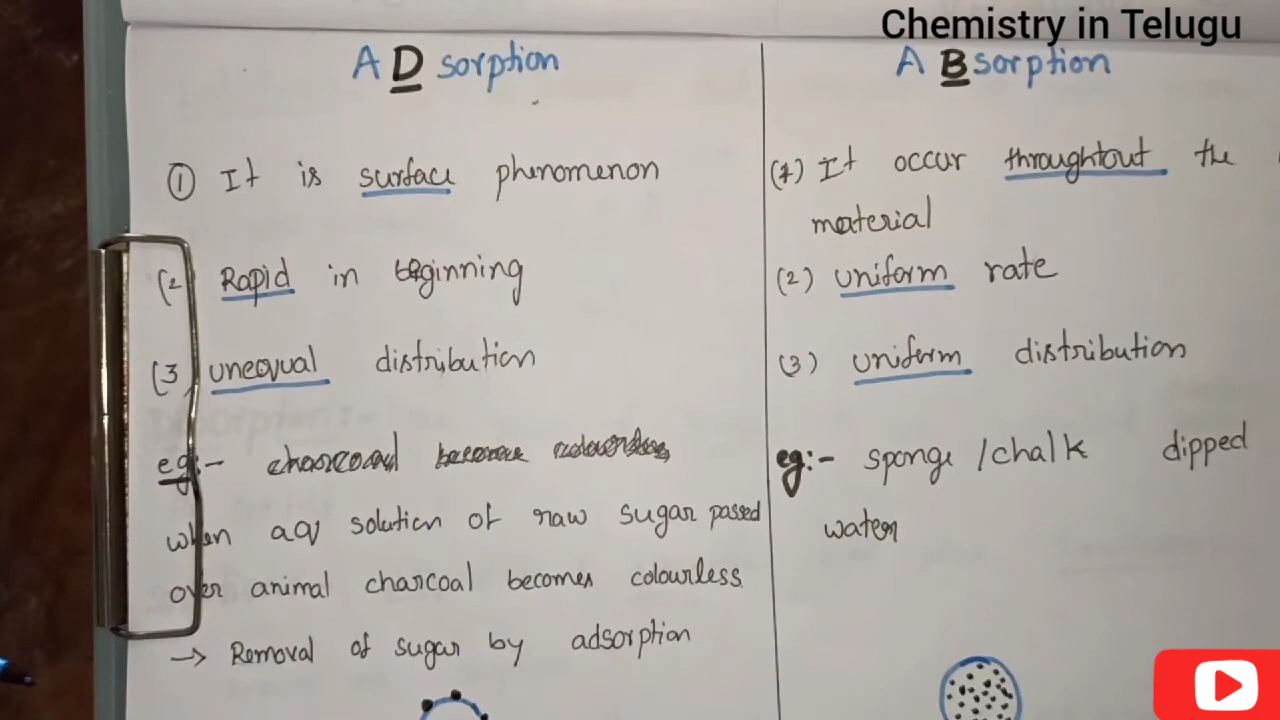 Chemistry in Telugu
ADsorption
① It is surface phenomenon
(2) Rapid in beginning
(3) unequal distribution
eg:- charcoal become colourless
when aq solution of raw sugar passed
over animal charcoal becomes colourless
→ Removal of sugar by adsorption
ABsorption
(1) It occur throughtout the
material
(2) uniform rate
(3) uniform distribution
eg:- sponge /chalk dipped
water